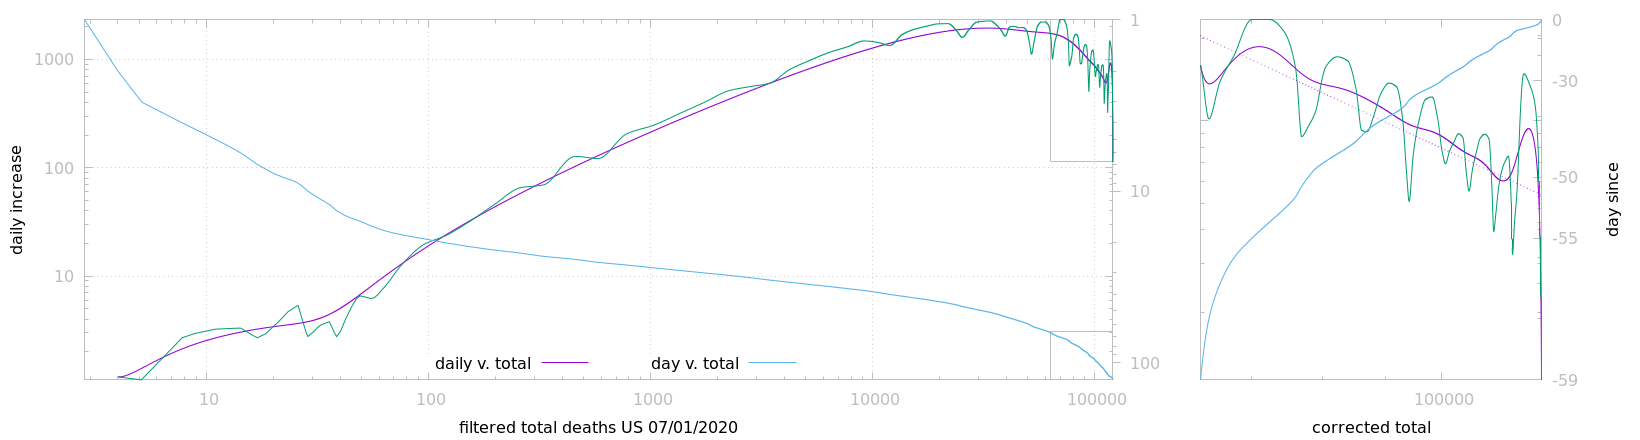 1
0
1000
-30
daily increase
100
10
-50
day since
-55
10
daily v. total
day v. total
100
-59
10
100
1000
10000
100000
100000
filtered total deaths US 07/01/2020
corrected total